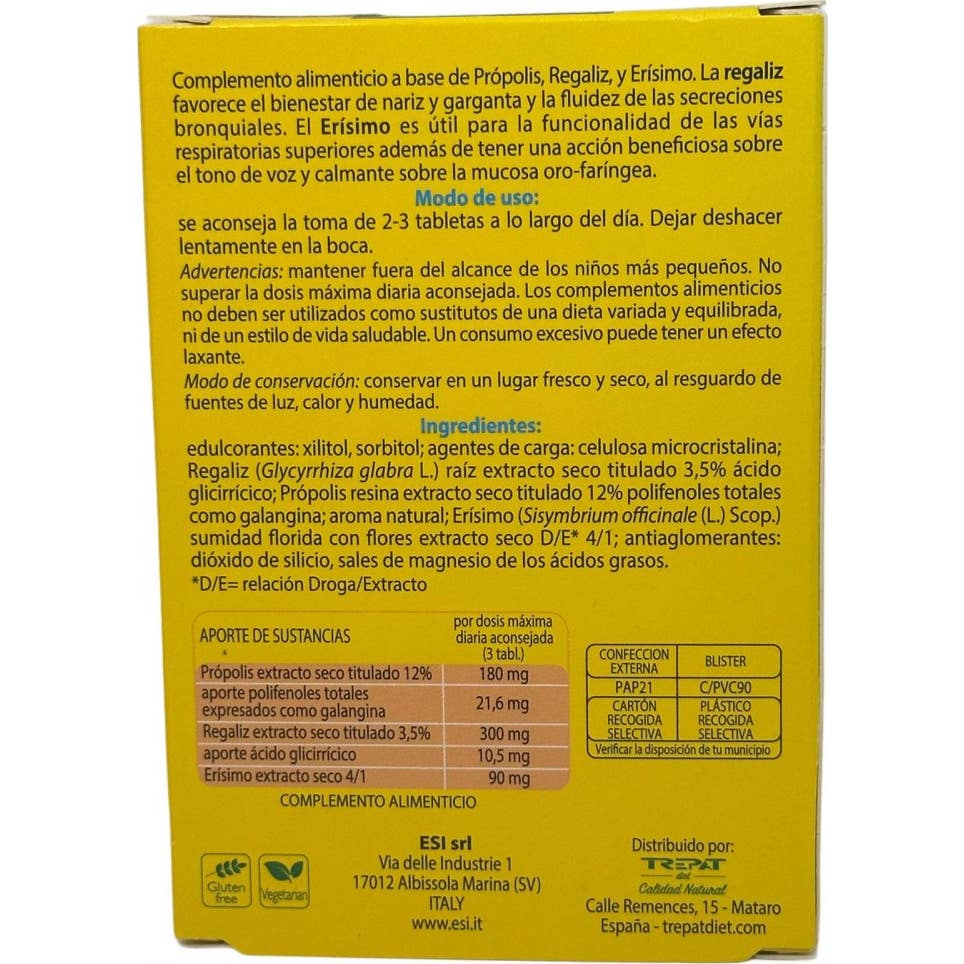 Complemento alimenticio a base de Própolis, Regaliz, y Erísimo. La regaliz
favorece el bienestar de nariz y garganta y la fluidez de las secreciones
bronquiales. El Erísimo es útil para la funcionalidad de las vías
respiratorias superiores además de tener una acción beneficiosa sobre
el tono de voz y calmante sobre la mucosa oro-faríngea.
Modo de uso:
se aconseja la toma de 2-3 tabletas a lo largo del día. Dejar deshacer
lentamente en la boca.
Advertencias: mantener fuera del alcance de los niños más pequeños. No
superar la dosis máxima diaria aconsejada. Los complementos alimenticios
no deben ser utilizados como sustitutos de una dieta variada y equilibrada,
ni de un estilo de vida saludable. Un consumo excesivo puede tener un efecto
laxante.
Modo de conservación: conservar en un lugar fresco y seco, al resguardo de
fuentes de luz, calor y humedad.
Ingredientes:
edulcorantes: xilitol, sorbitol; agentes de carga: celulosa microcristalina;
Regaliz (Glycyrrhiza glabra L.) raíz extracto seco titulado 3,5% ácido
glicirrícico; Própolis resina extracto seco titulado 12% polifenoles totales
como galangina; aroma natural; Erísimo (Sisymbrium officinale (L.) Scop.)
sumidad florida con flores extracto seco D/E* 4/1; antiaglomerantes:
dióxido de silicio, sales de magnesio de los ácidos grasos.
*D/E= relación Droga/Extracto
APORTE DE SUSTANCIAS
por dosis máxima
diaria aconsejada
(3 tabl.)
Própolis extracto seco titulado 12% 180 mg
aporte polifenoles totales
expresados como galangina 21,6 mg
Regaliz extracto seco titulado 3,5% 300 mg
aporte ácido glicirrícico 10,5 mg
Erísimo extracto seco 4/1 90 mg
COMPLEMENTO ALIMENTICIO
CONFECCION
EXTERNA
BLISTER
PAP21 C/PVC90
CARTÓN PLÁSTICO
RECOGIDA RECOGIDA
SELECTIVA SELECTIVA
Verificar la disposición de tu municipio
Gluten
free
Vegetarian
ESI srl
Via delle Industrie 1
17012 Albissola Marina (SV)
ITALY
www.esi.it
Distribuido por:
TREPAT
diet
Calidad Natural
Calle Remences, 15 - Mataro
España - trepatdiet.com